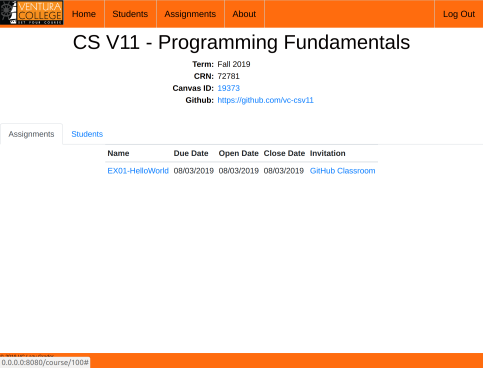 VENTURA
COLLEGE
SET YOUR COURSE
Home Students Assignments About Log Out
CS V11 - Programming Fundamentals
Term: Fall 2019
CRN: 72781
Canvas ID: 19373
Github: https://github.com/vc-csv11
Assignments Students
Name Due Date Open Date Close Date Invitation
EX01-HelloWorld 08/03/2019 08/03/2019 08/03/2019 GitHub Classroom
0.0.0.0:8080/course/100#